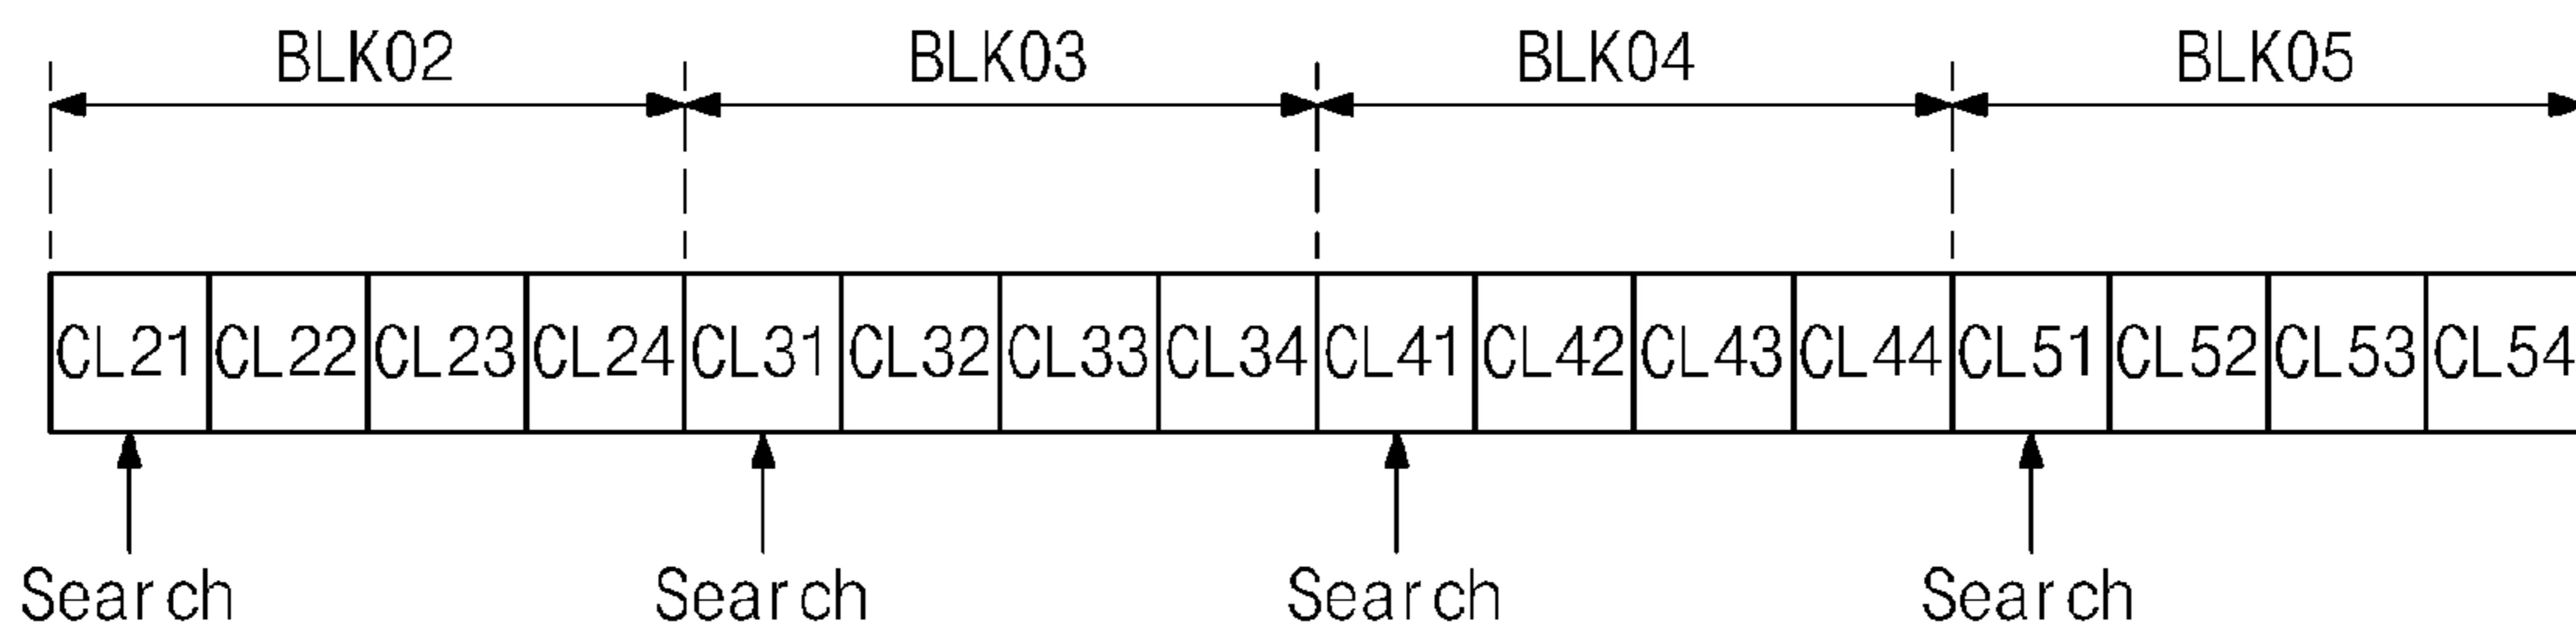 BLK02 BLK03 BLK04 BLK05
CL21 CL22 CL23 CL24 CL31 CL32 CL33 CL34 CL41 CL42 CL43 CL44 CL51 CL52 CL53 CL54
Search Search Search Search